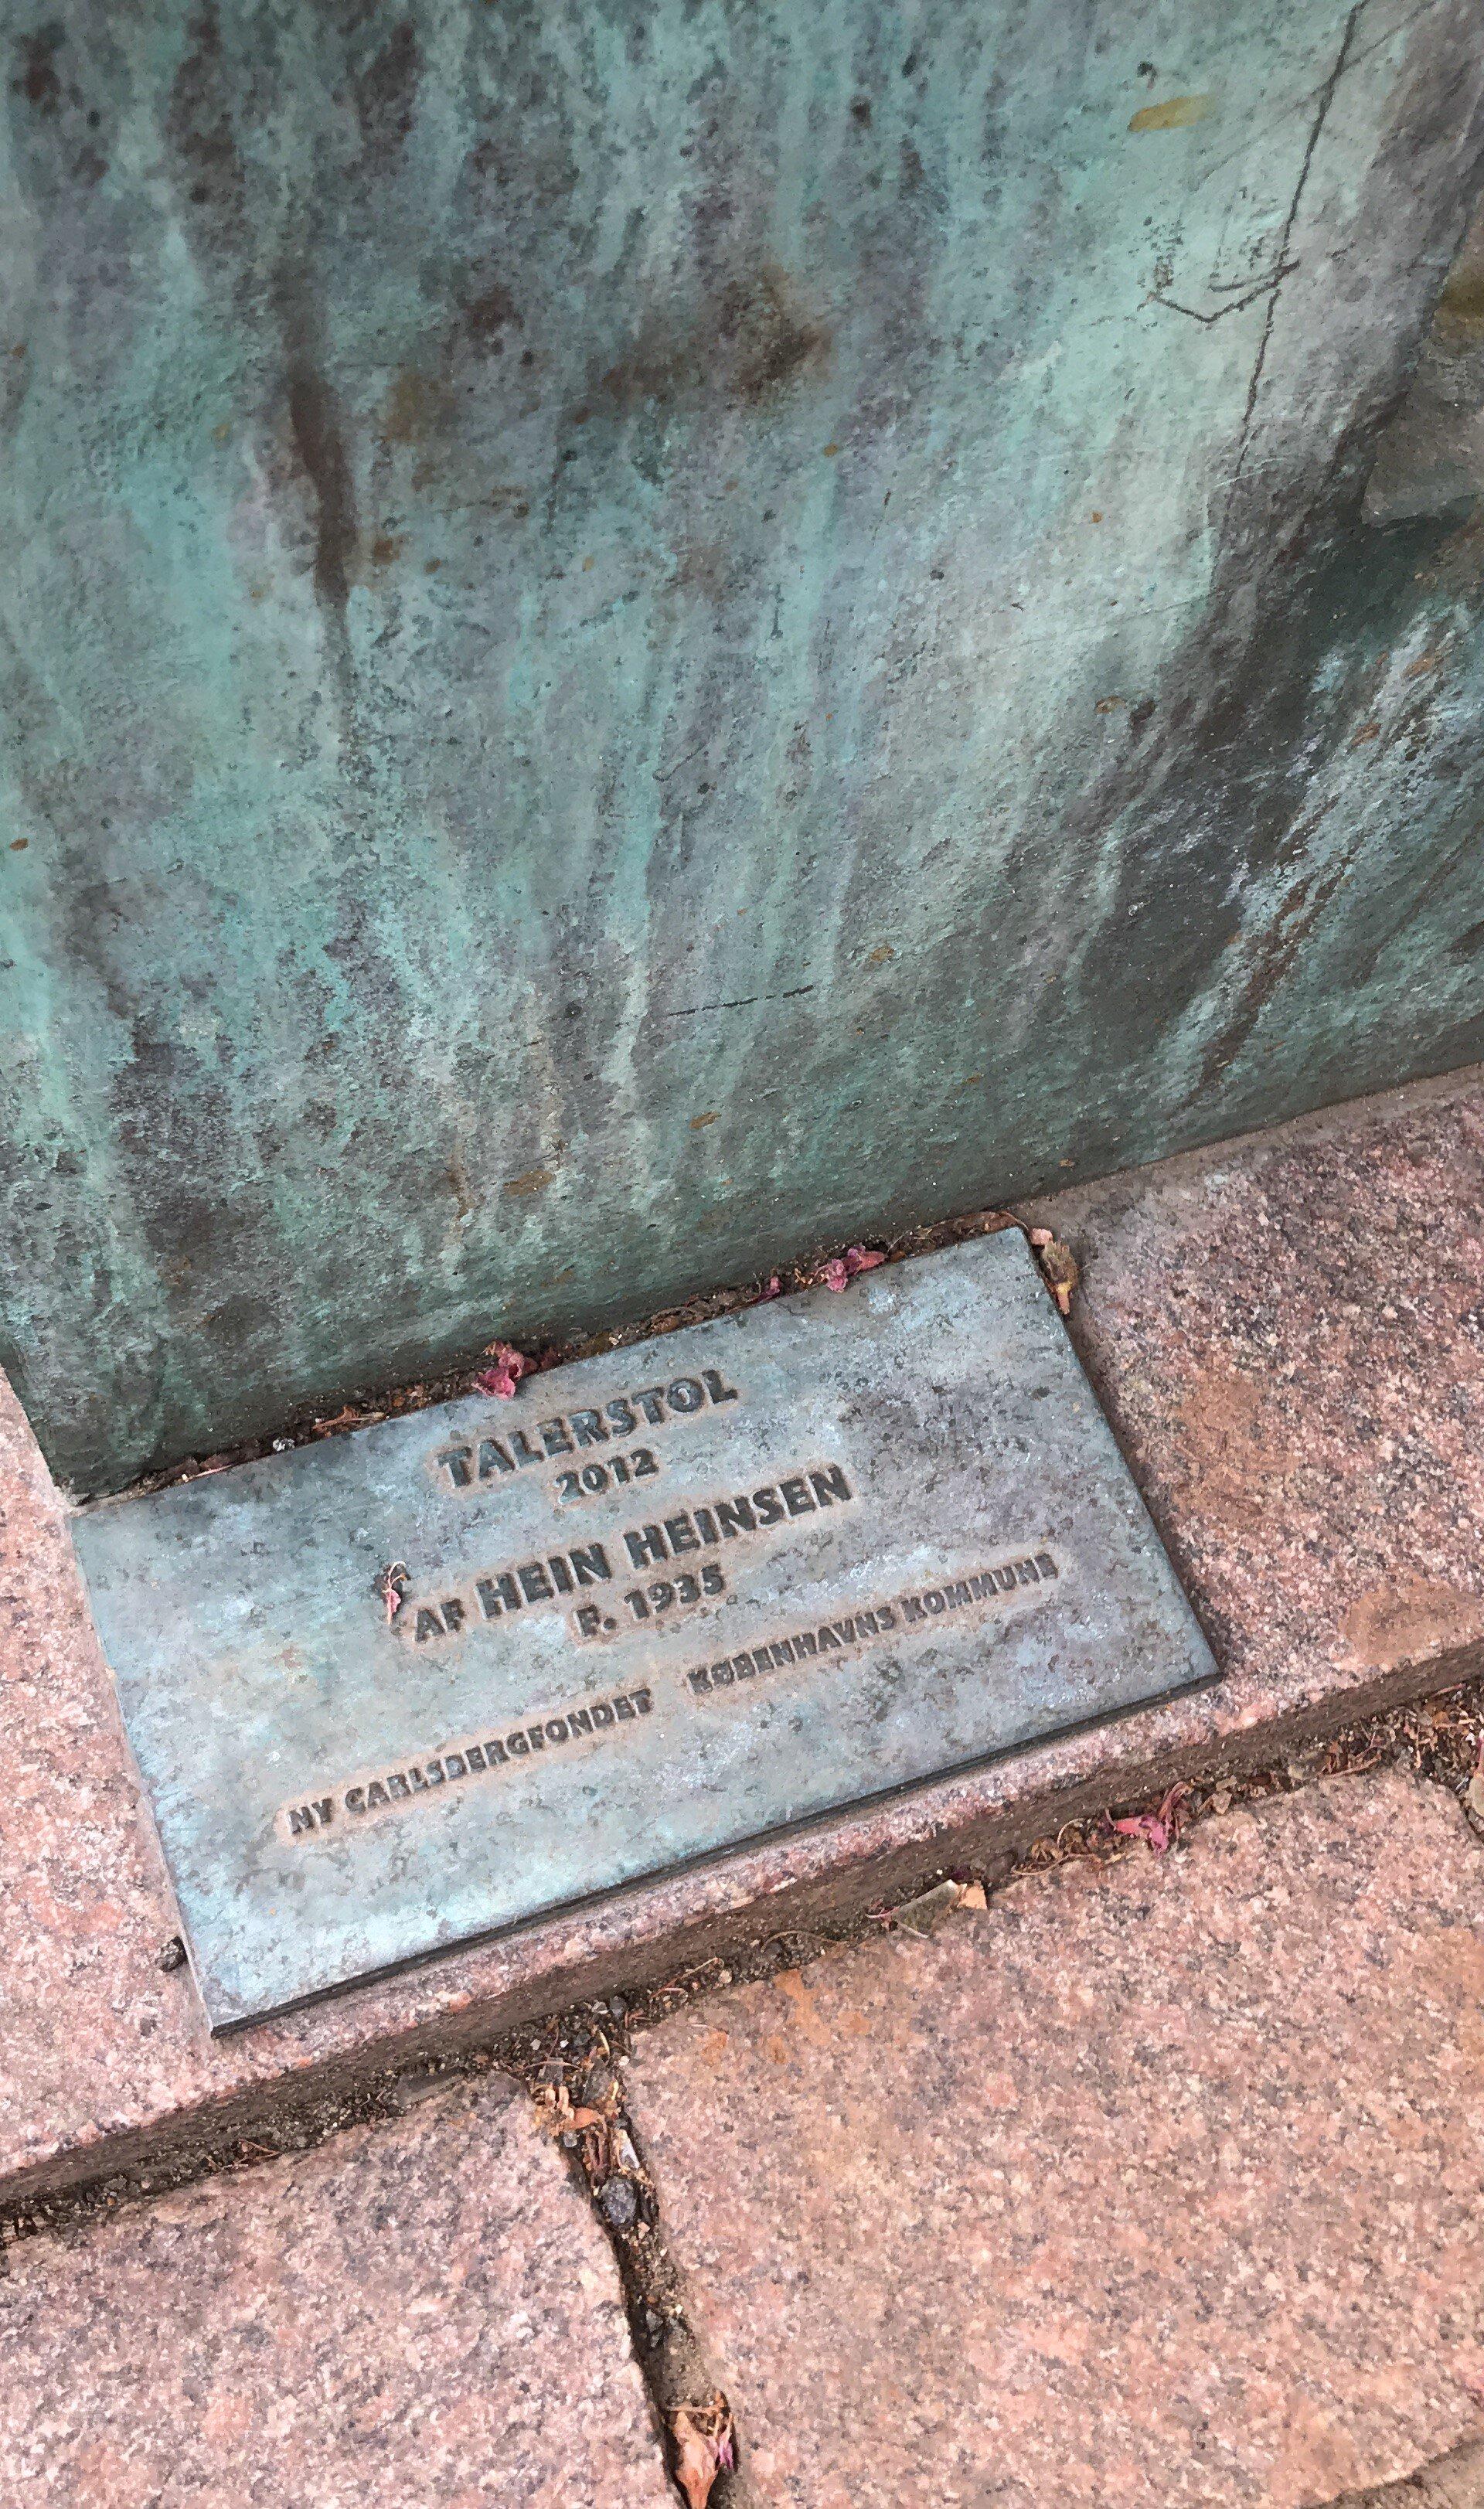 TALERSTOL
2012
AF HEIN HEINSEN
F. 1935
NY CARLSBERGFONDET KØBENHAVNS KOMMUNE